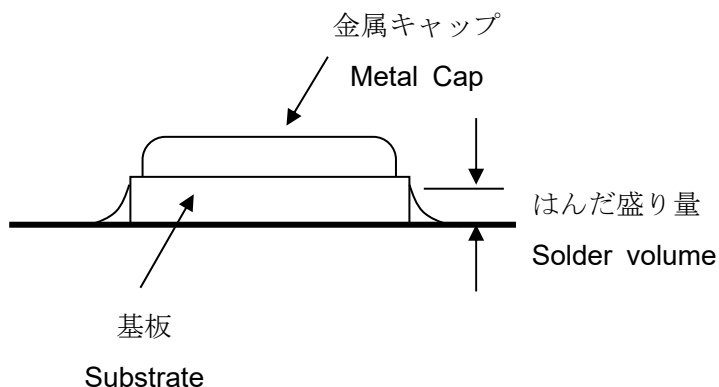 金属キャップ
Metal Cap
はんだ盛り量
Solder volume
基板
Substrate